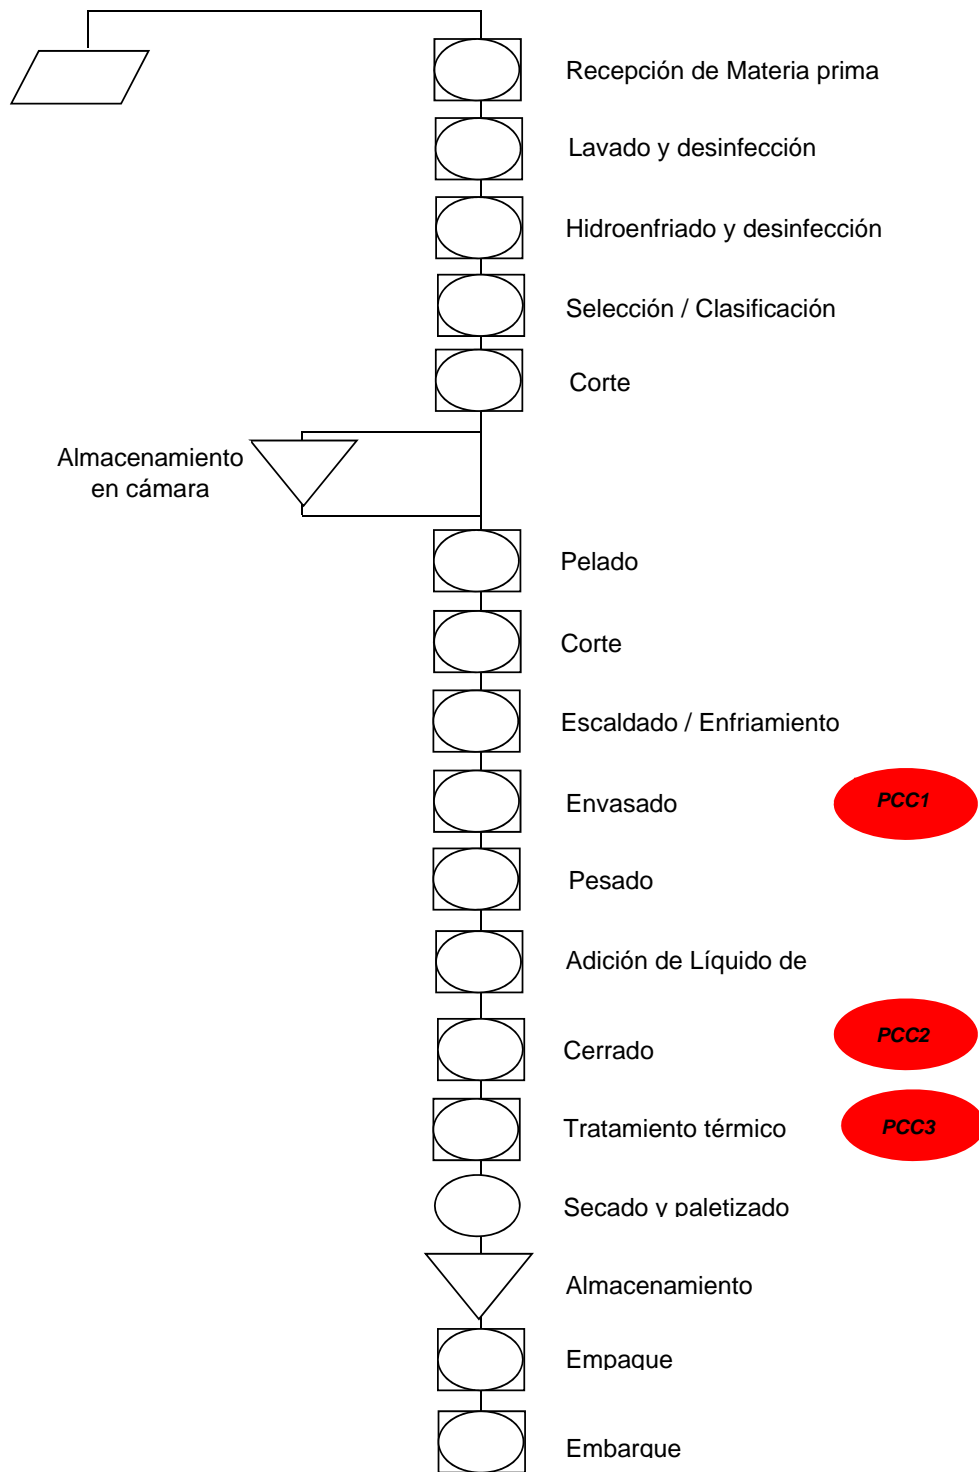 Recepción de Materia prima
Lavado y desinfección
Hidroenfriado y desinfección
Selección / Clasificación
Corte
Almacenamiento
en cámara
Pelado
Corte
Escaldado / Enfriamiento
Envasado
PCC1
Pesado
Adición de Líquido de
Cerrado
PCC2
Tratamiento térmico
PCC3
Secado y paletizado
Almacenamiento
Empaque
Embarque